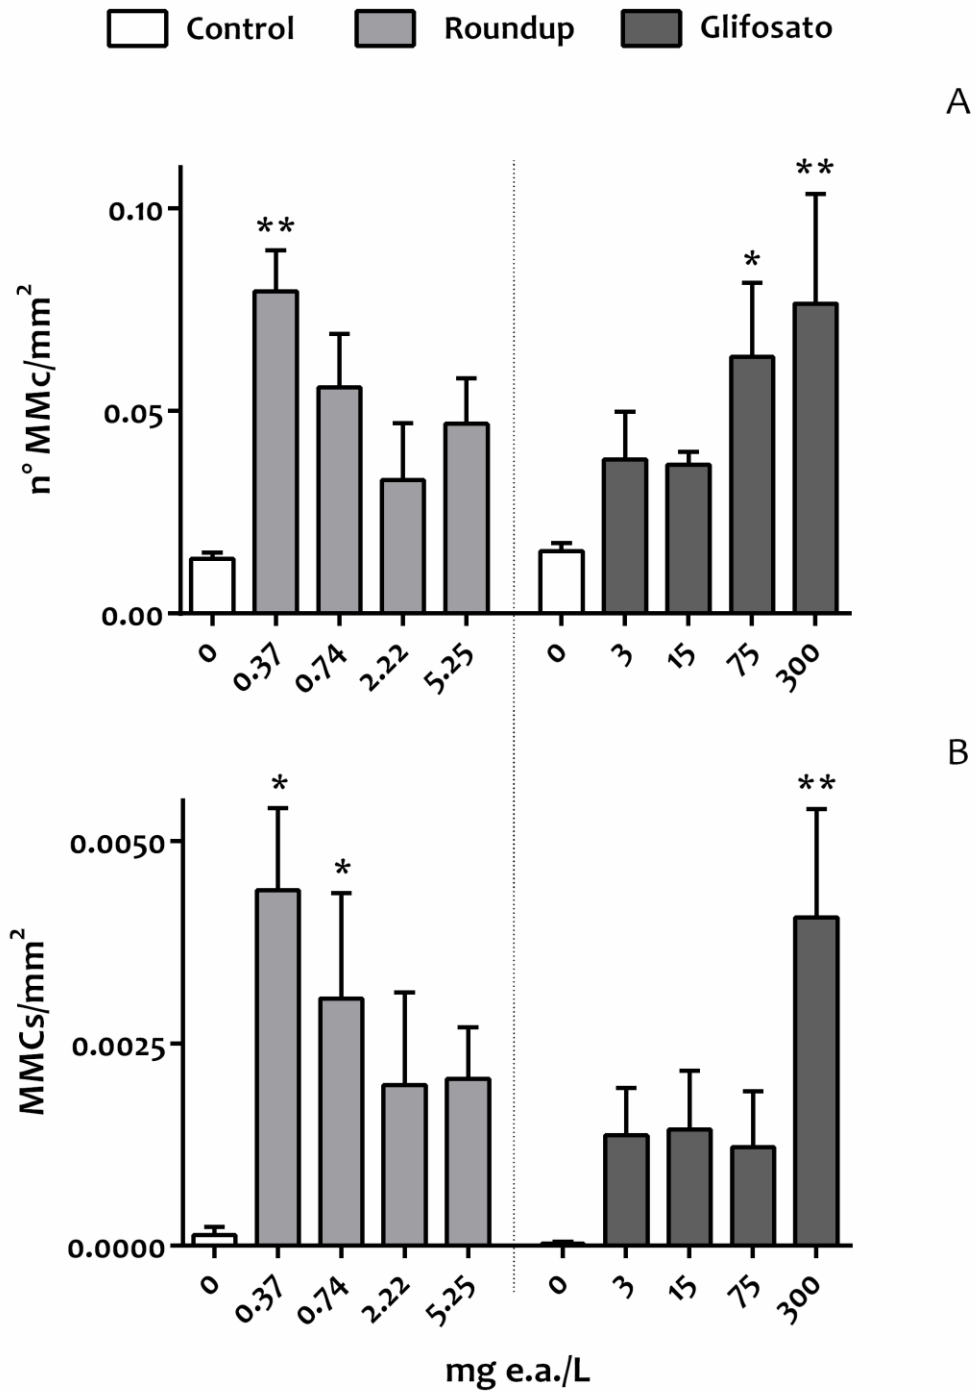 Control Roundup Glifosato
A
** **
0.10
*
n° MMc/mm²
0.05
0.00
0 0.37 0.74 2.22 5.25 0 3 15 75 300
B
* **
0.0050
*
MMCs/mm²
0.0025
0.0000
0 0.37 0.74 2.22 5.25 0 3 15 75 300
mg e.a./L